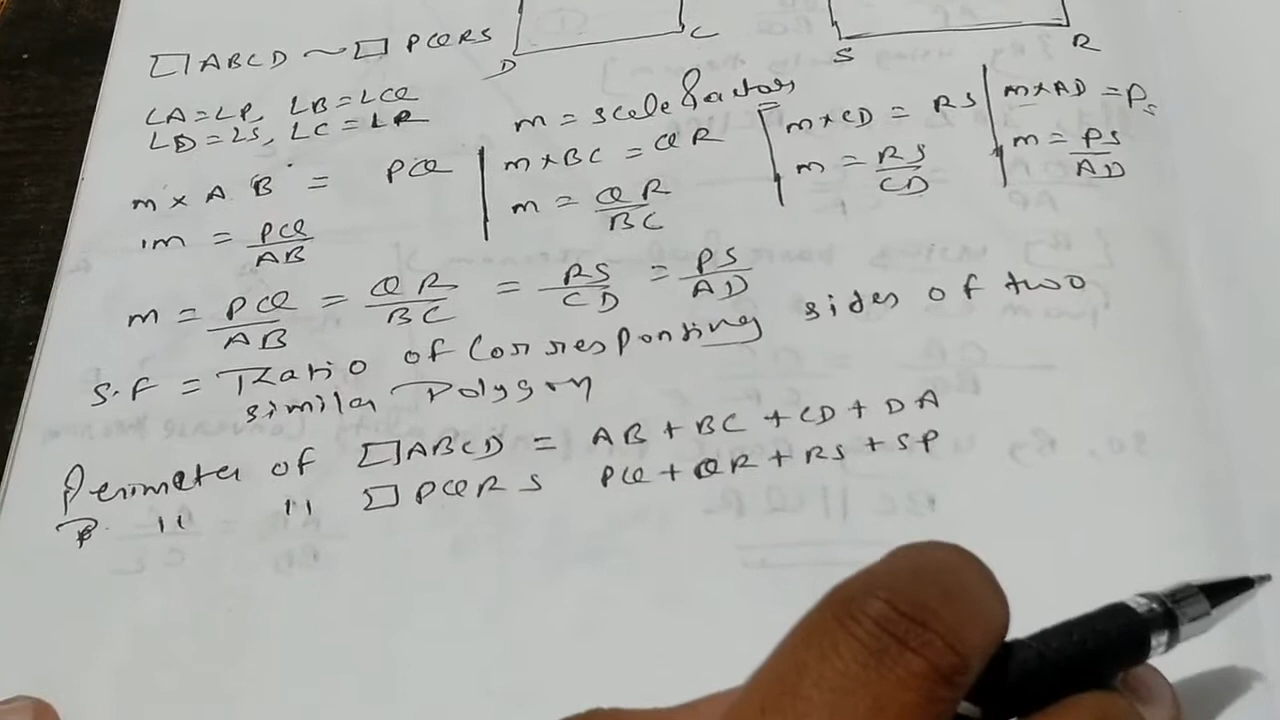 □ABCD ~ □ PQRS
D C S R
∠A=∠P, ∠B=∠Q
∠D=∠S, ∠C=∠R
m = scale factors
m × A B = PQ
m = PQ/AB
m × BC = QR
m = QR/BC
m × CD = RS
m = RS/CD
m × AD = PS
m = PS/AD
m = PQ/AB = QR/BC = RS/CD = PS/AD
S.F = Ratio of Corresponding sides of two
similar Polygon
Perimeter of □ABCD = AB + BC + CD + DA
P. " " □ PQRS PQ + QR + RS + SP